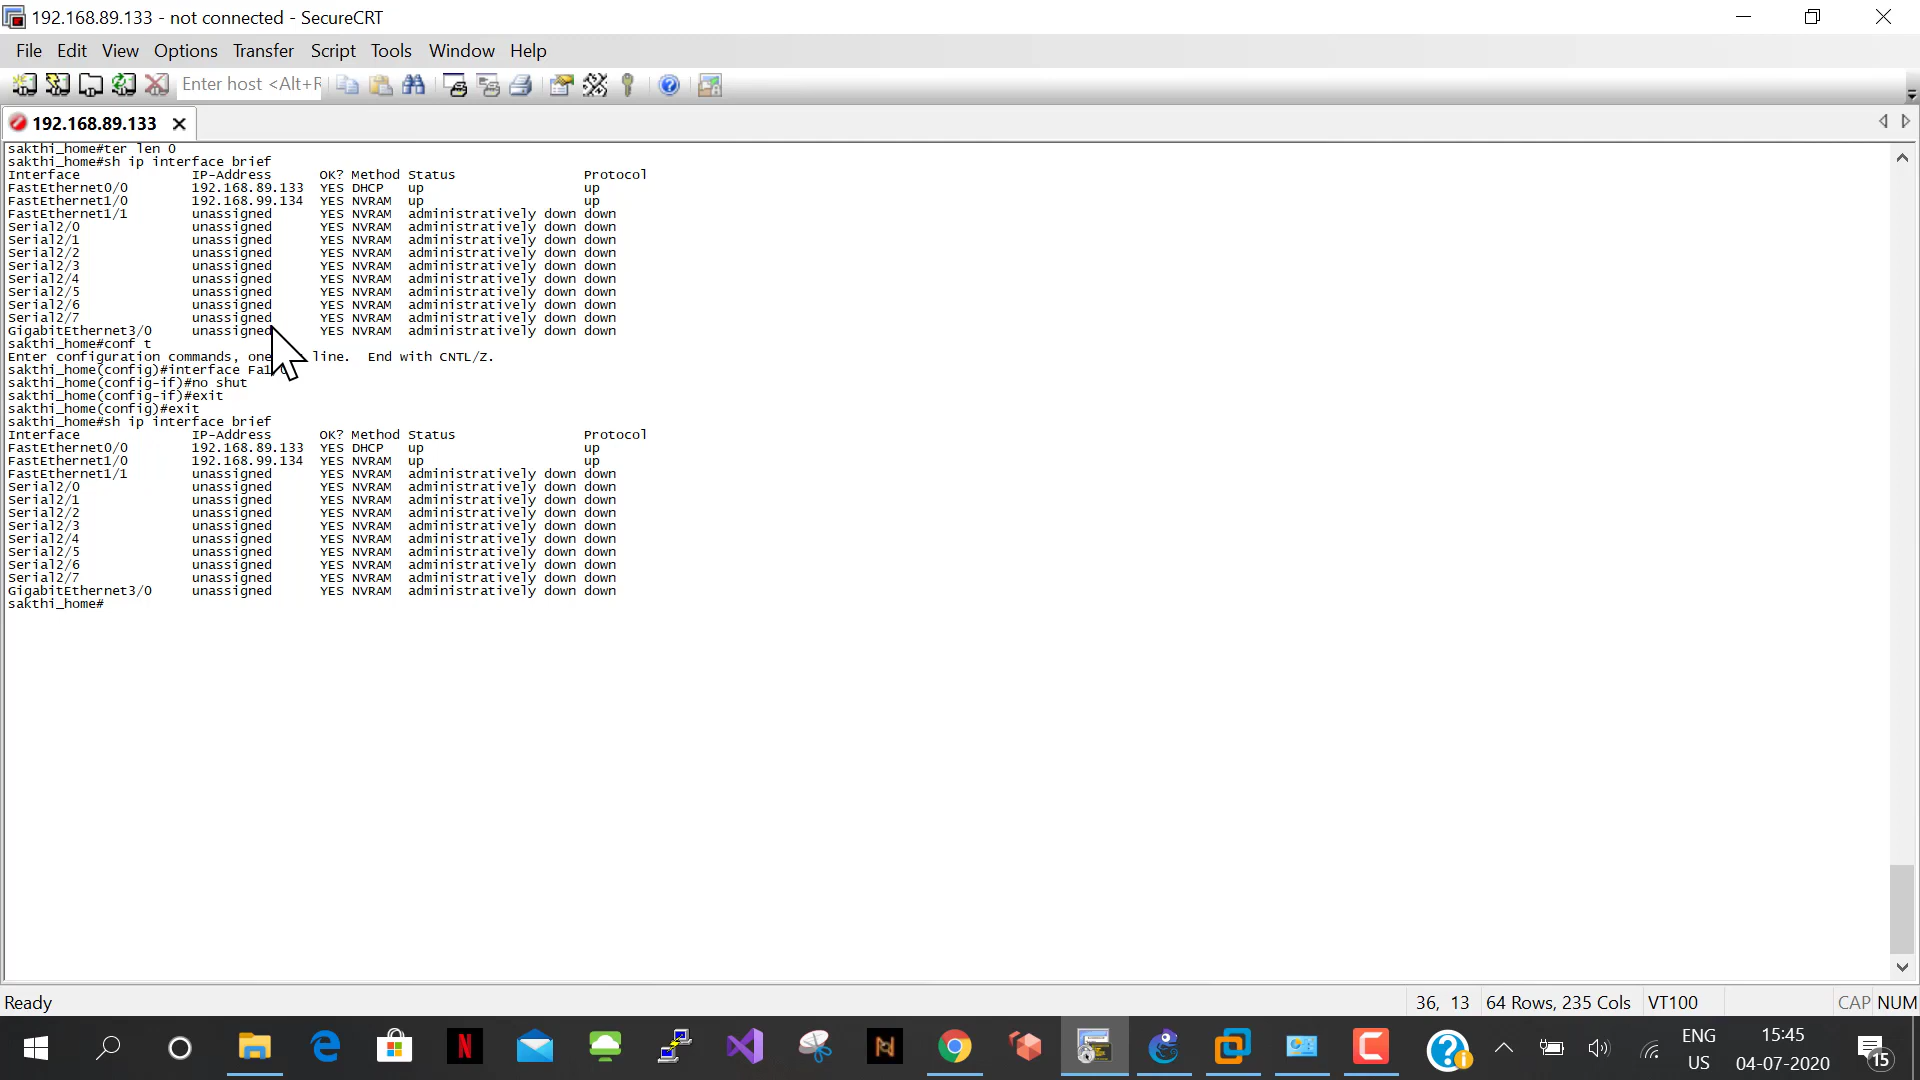 192.168.89.133 - not connected - SecureCRT
File Edit View Options Transfer Script Tools Window Help
Enter host <Alt+R
192.168.89.133
sakthi_home#ter len 0
sakthi_home#sh ip interface brief
Interface IP-Address OK? Method Status Protocol
FastEthernet0/0 192.168.89.133 YES DHCP up up
FastEthernet1/0 192.168.99.134 YES NVRAM up up
FastEthernet1/1 unassigned YES NVRAM administratively down down
Serial2/0 unassigned YES NVRAM administratively down down
Serial2/1 unassigned YES NVRAM administratively down down
Serial2/2 unassigned YES NVRAM administratively down down
Serial2/3 unassigned YES NVRAM administratively down down
Serial2/4 unassigned YES NVRAM administratively down down
Serial2/5 unassigned YES NVRAM administratively down down
Serial2/6 unassigned YES NVRAM administratively down down
Serial2/7 unassigned YES NVRAM administratively down down
GigabitEthernet3/0 unassigned YES NVRAM administratively down down
sakthi_home#conf t
Enter configuration commands, one line. End with CNTL/Z.
sakthi_home(config)#interface
sakthi_home(config-if)#no shut
sakthi_home(config-if)#exit
sakthi_home(config)#exit
sakthi_home#sh ip interface brief
Interface IP-Address OK? Method Status Protocol
FastEthernet0/0 192.168.89.133 YES DHCP up up
FastEthernet1/0 192.168.99.134 YES NVRAM up up
FastEthernet1/1 unassigned YES NVRAM administratively down down
Serial2/0 unassigned YES NVRAM administratively down down
Serial2/1 unassigned YES NVRAM administratively down down
Serial2/2 unassigned YES NVRAM administratively down down
Serial2/3 unassigned YES NVRAM administratively down down
Serial2/4 unassigned YES NVRAM administratively down down
Serial2/5 unassigned YES NVRAM administratively down down
Serial2/6 unassigned YES NVRAM administratively down down
Serial2/7 unassigned YES NVRAM administratively down down
GigabitEthernet3/0 unassigned YES NVRAM administratively down down
sakthi_home#
Ready 36, 13 64 Rows, 235 Cols VT100 CAP NUM
ENG 15:45
US 04-07-2020 15